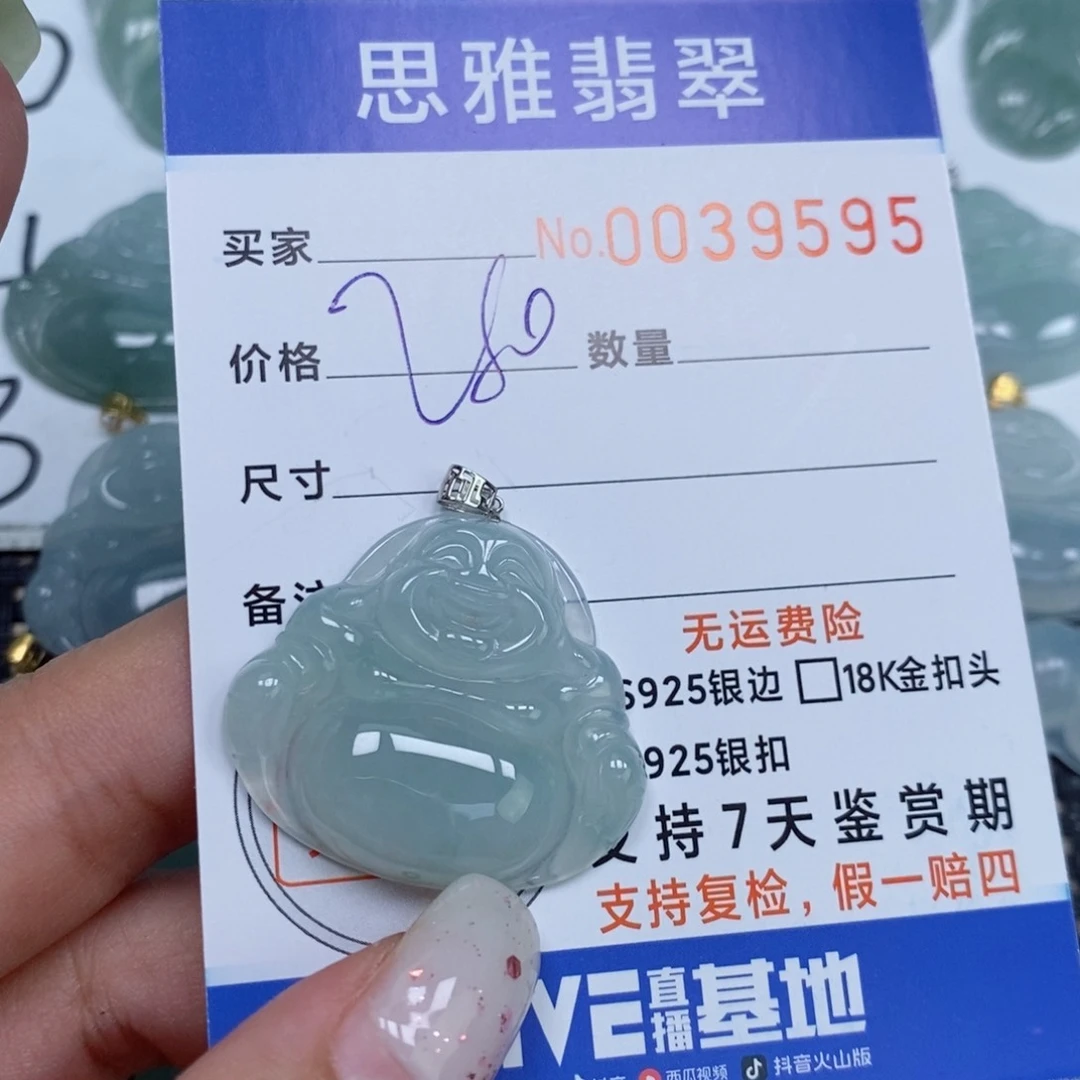 思雅翡翠
买家 No.0039595
价格 数量
尺寸
备注
无运费险
S925银边 □18K金扣头
925银扣
支持7天鉴赏期
支持复检，假一赔四
直播基地
西瓜视频 抖音火山版